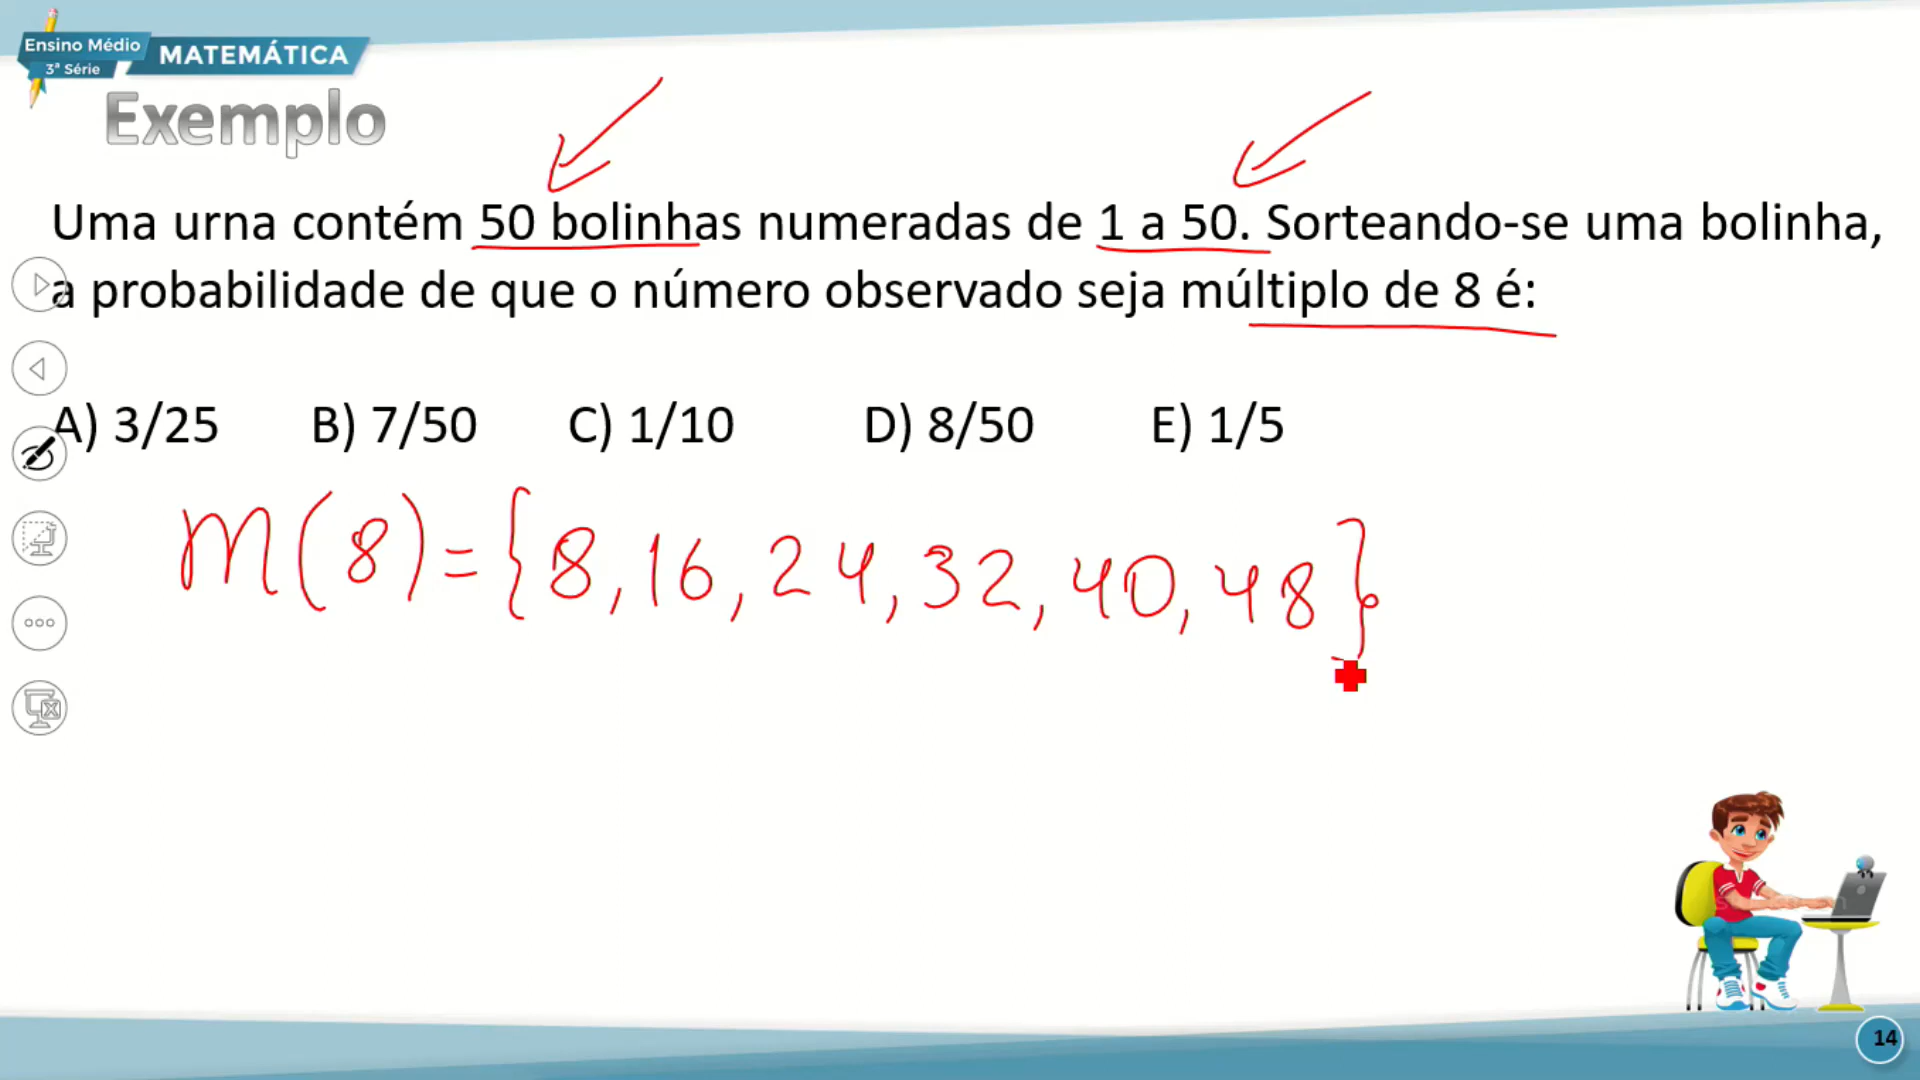 Ensino Médio
3ª Série
MATEMÁTICA
Exemplo
Uma urna contém 50 bolinhas numeradas de 1 a 50. Sorteando-se uma bolinha,
a probabilidade de que o número observado seja múltiplo de 8 é:
A) 3/25 B) 7/50 C) 1/10 D) 8/50 E) 1/5
M(8)={8,16,24,32,40,48}
14